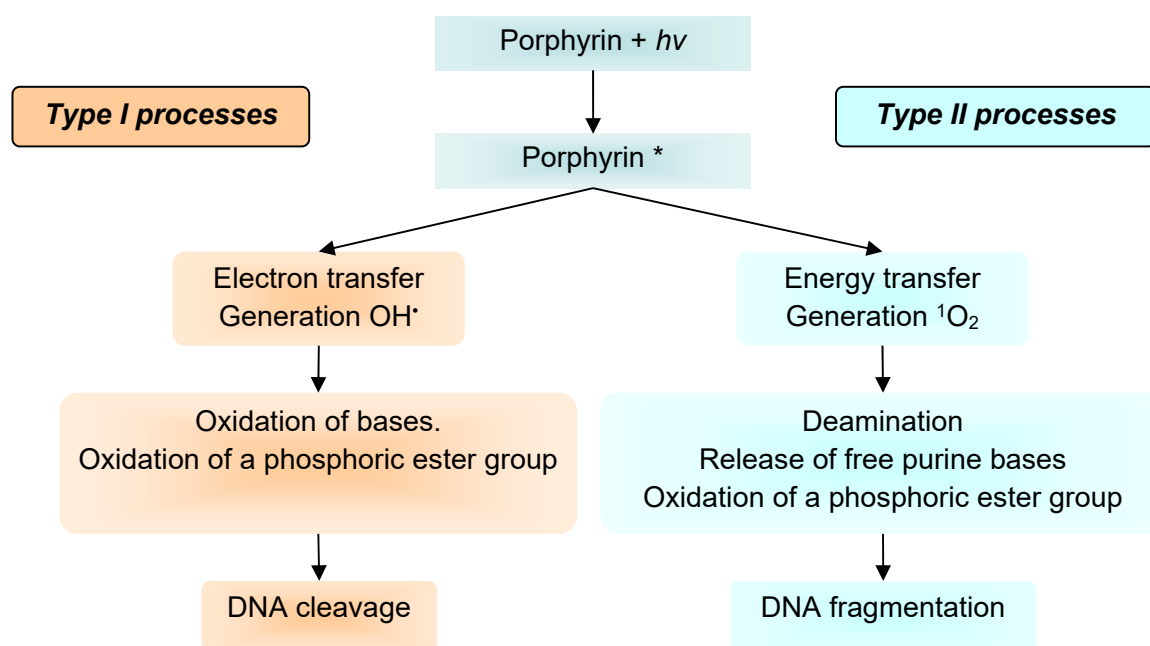 Porphyrin + hv
Type I processes
Type II processes
Porphyrin *
Electron transfer
Generation OH•
Energy transfer
Generation ¹O₂
Oxidation of bases.
Oxidation of a phosphoric ester group
Deamination
Release of free purine bases
Oxidation of a phosphoric ester group
DNA cleavage
DNA fragmentation